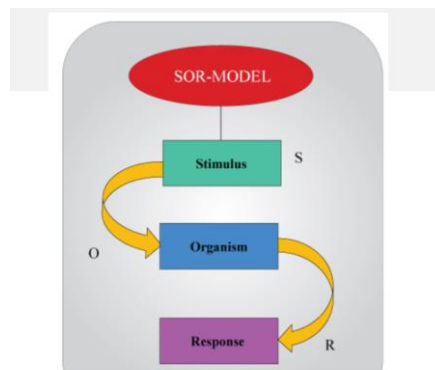 SOR-MODEL
Stimulus
S
Organism
O
Response
R